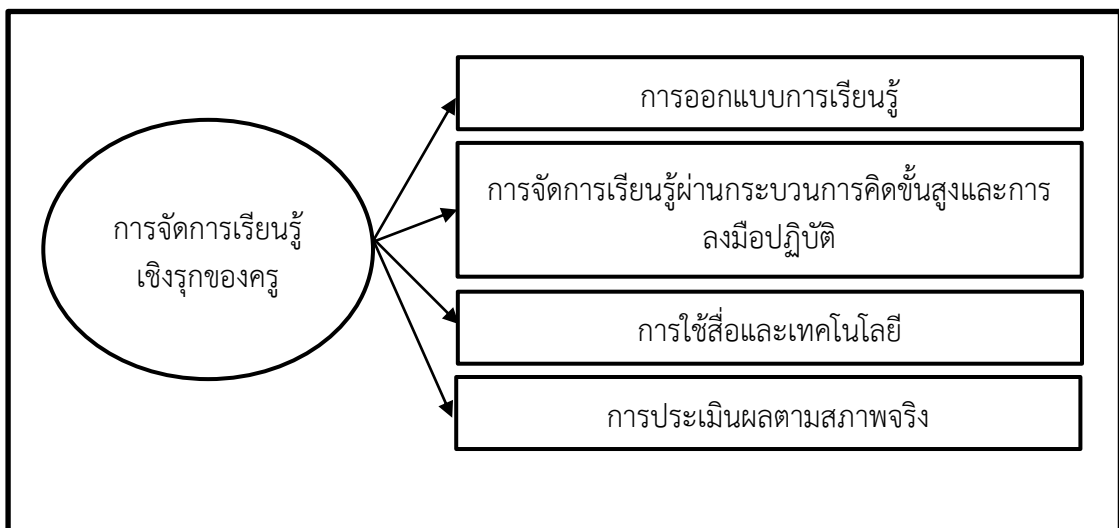 การจัดการเรียนรู้
เชิงรุกของครู
การออกแบบการเรียนรู้
การจัดการเรียนรู้ผ่านกระบวนการคิดขั้นสูงและการ
ลงมือปฏิบัติ
การใช้สื่อและเทคโนโลยี
การประเมินผลตามสภาพจริง